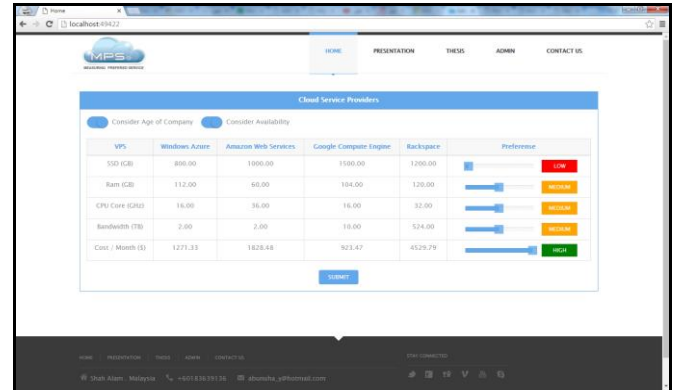 Home
localhost:49422
MPS
MEASURING PREFERED SERVICE
HOME PRESENTATION THESIS ADMIN CONTACT US
Cloud Service Providers
Consider Age of Company Consider Availability
VPS Windows Azure Amazon Web Services Google Compute Engine Rackspace Preference
SSD (GB) 800.00 1000.00 1500.00 1200.00 LOW
Ram (GB) 112.00 60.00 104.00 120.00 MEDIUM
CPU Core (GHz) 16.00 36.00 16.00 32.00 MEDIUM
Bandwidth (TB) 2.00 2.00 10.00 524.00 MEDIUM
Cost / Month ($) 1271.33 1828.48 923.47 4529.79 HIGH
SUBMIT
HOME PRESENTATION THESIS ADMIN CONTACT US
STAY CONNECTED
Shah Alam, Malaysia +60183639136